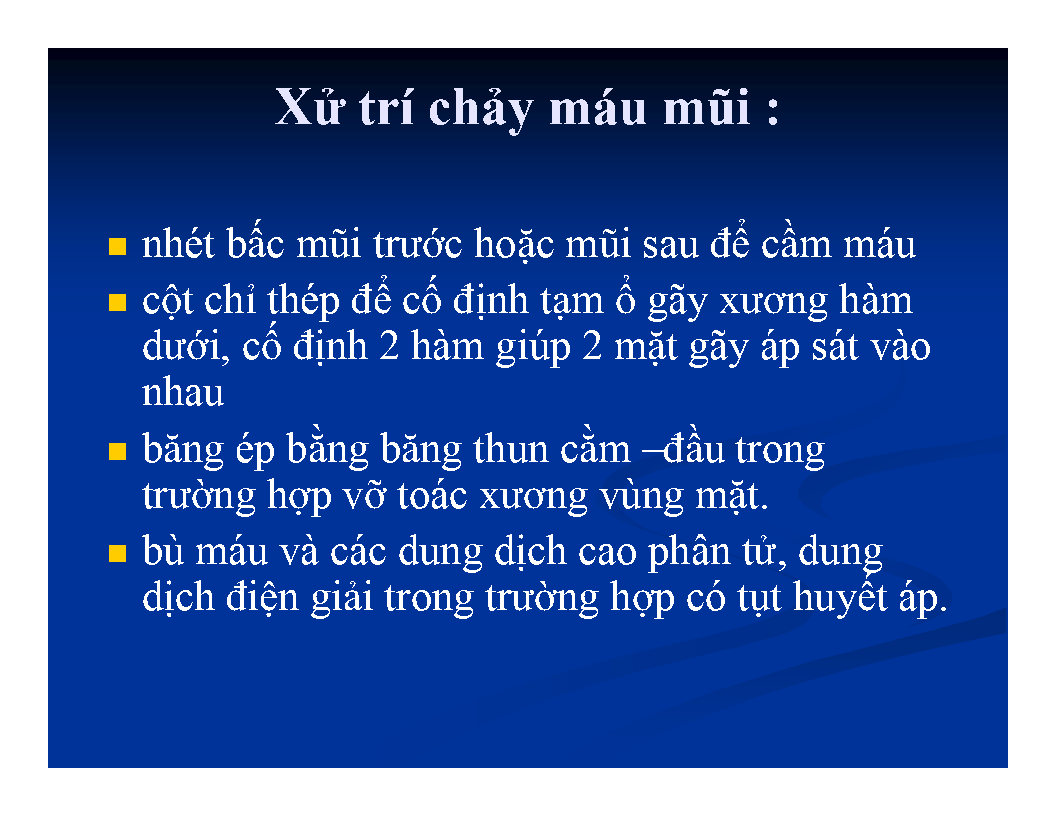 Xử trí chảy máu mũi :
nhét bấc mũi trước hoặc mũi sau để cầm máu
cột chỉ thép để cố định tạm ổ gãy xương hàm
dưới, cố định 2 hàm giúp 2 mặt gãy áp sát vào
nhau
băng ép bằng băng thun cằm –đầu trong
trường hợp vỡ toác xương vùng mặt.
bù máu và các dung dịch cao phân tử, dung
dịch điện giải trong trường hợp có tụt huyết áp.